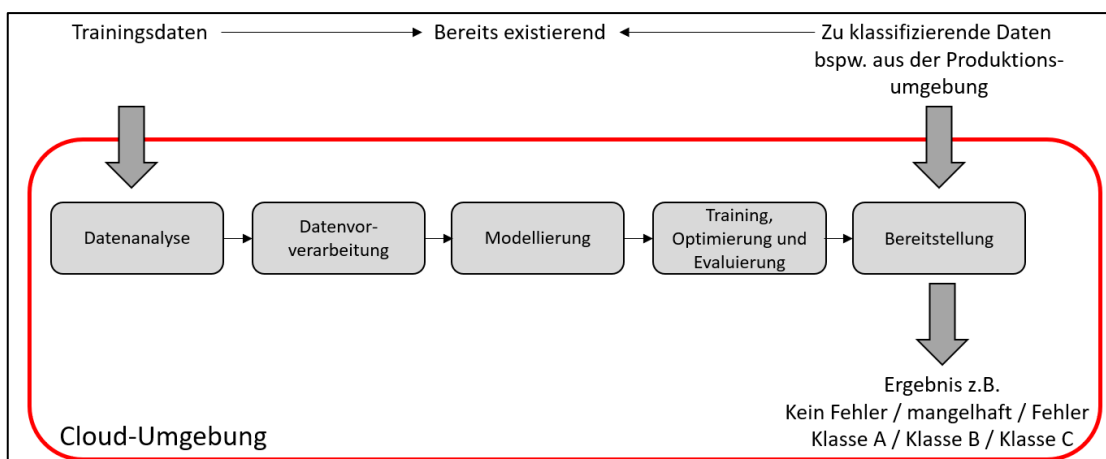 Trainingsdaten
Bereits existierend
Zu klassifizierende Daten
bspw. aus der Produktions-
umgebung
Datenanalyse
Datenvor-
verarbeitung
Modellierung
Training,
Optimierung und
Evaluierung
Bereitstellung
Ergebnis z.B.
Kein Fehler / mangelhaft / Fehler
Klasse A / Klasse B / Klasse C
Cloud-Umgebung